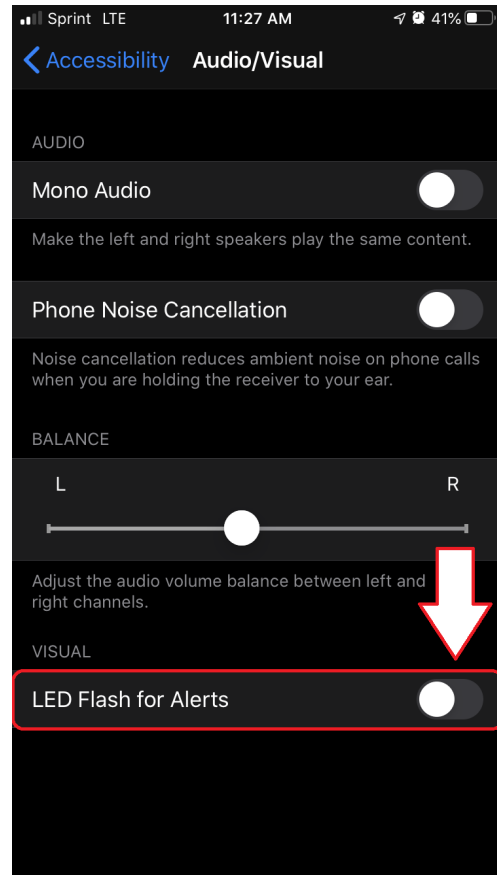 Sprint LTE 11:27 AM 41%
Accessibility Audio/Visual
AUDIO
Mono Audio
Make the left and right speakers play the same content.
Phone Noise Cancellation
Noise cancellation reduces ambient noise on phone calls
when you are holding the receiver to your ear.
BALANCE
L R
Adjust the audio volume balance between left and
right channels.
VISUAL
LED Flash for Alerts